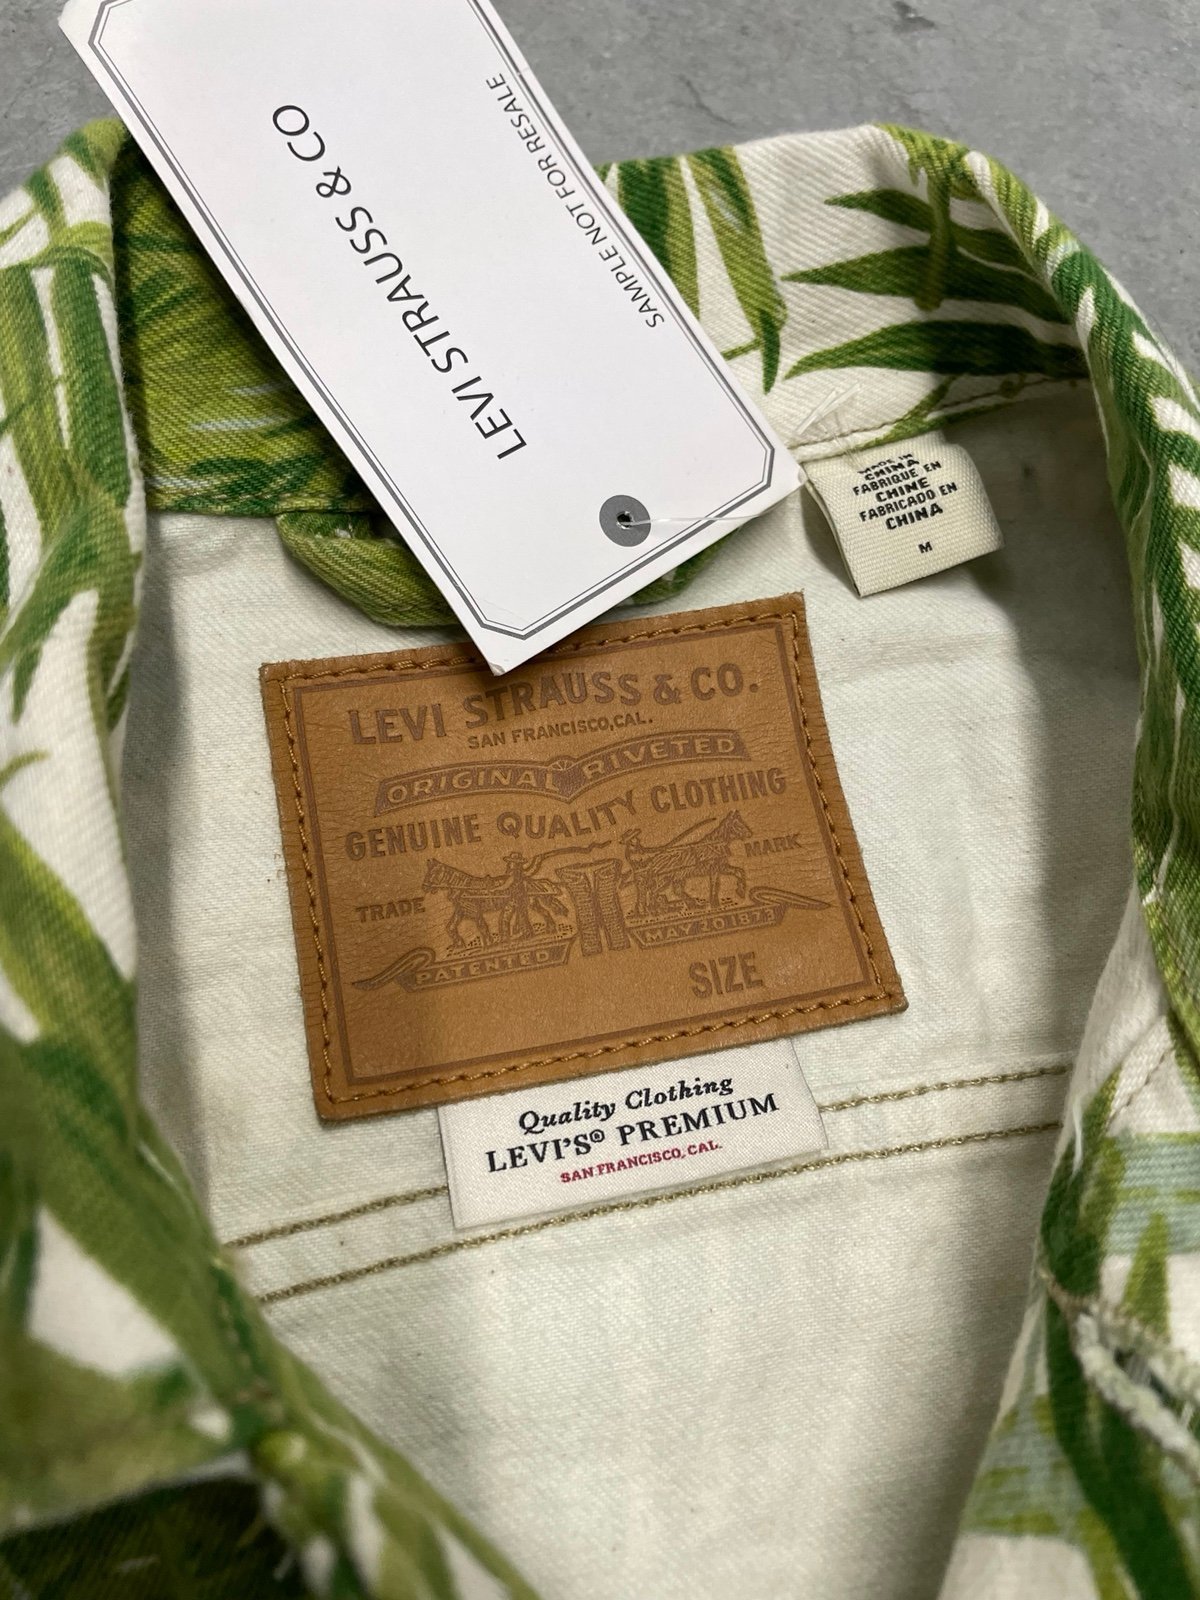 LEVI STRAUSS & CO
SAMPLE NOT FOR RESALE
MADE IN
CHINA
FABRIQUE EN
CHINE
FABRICADO EN
CHINA
M
LEVI STRAUSS & CO.
SAN FRANCISCO, CAL.
ORIGINAL RIVETED
GENUINE QUALITY CLOTHING
TRADE MARK
PATENTED MAY 20 1873
SIZE
Quality Clothing
LEVI'S® PREMIUM
SAN FRANCISCO, CAL.